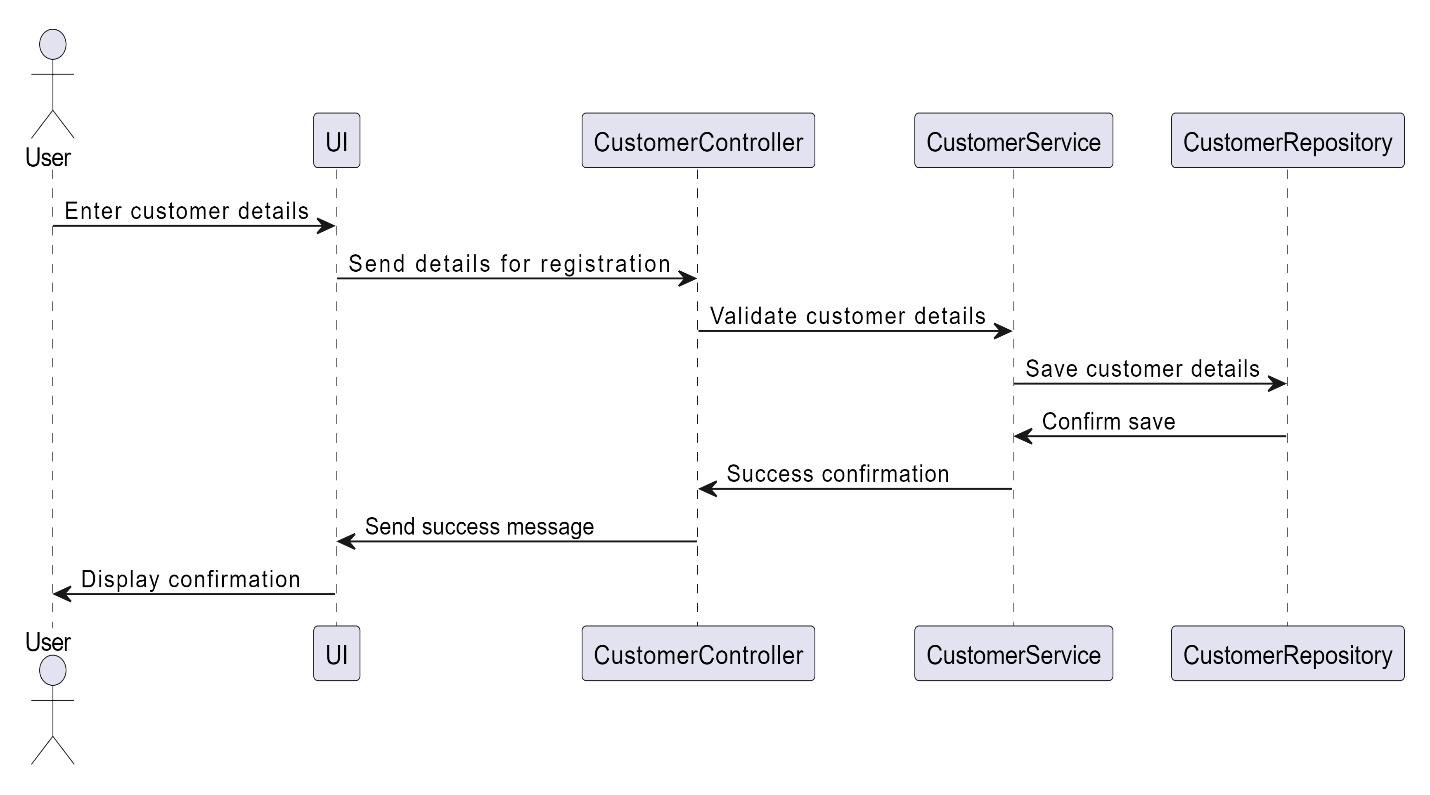 User
UI
CustomerController
CustomerService
CustomerRepository
Enter customer details
Send details for registration
Validate customer details
Save customer details
Confirm save
Success confirmation
Send success message
Display confirmation
User
UI
CustomerController
CustomerService
CustomerRepository